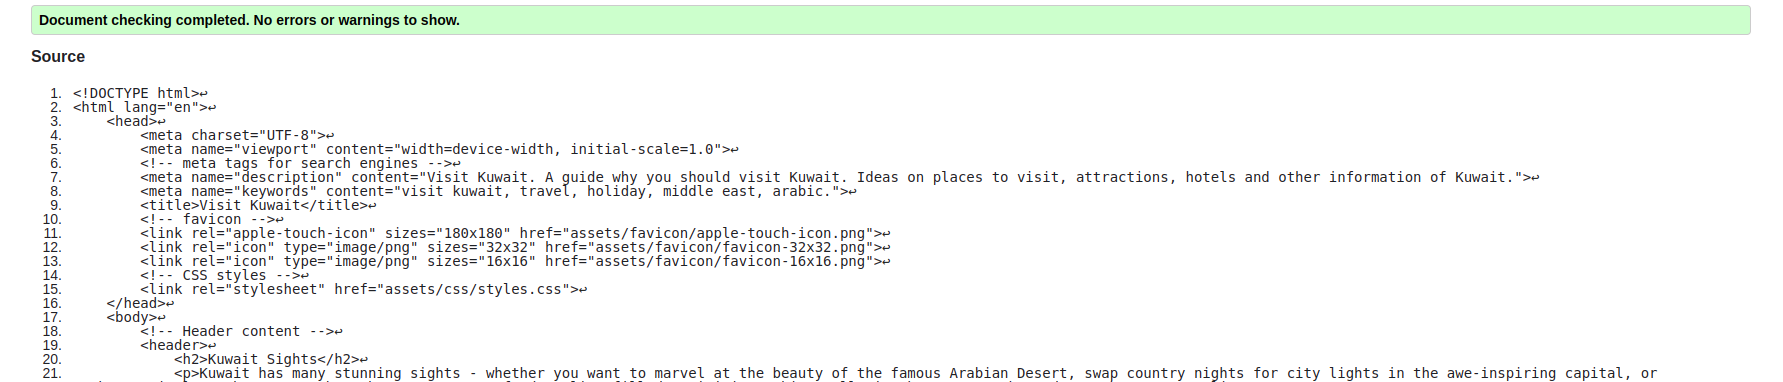 Document checking completed. No errors or warnings to show.
Source
1. <!DOCTYPE html>↩
2. <html lang="en">↩
3. <head>↩
4. <meta charset="UTF-8">↩
5. <meta name="viewport" content="width=device-width, initial-scale=1.0">↩
6. <!-- meta tags for search engines -->↩
7. <meta name="description" content="Visit Kuwait. A guide why you should visit Kuwait. Ideas on places to visit, attractions, hotels and other information of Kuwait.">↩
8. <meta name="keywords" content="visit kuwait, travel, holiday, middle east, arabic.">↩
9. <title>Visit Kuwait</title>↩
10. <!-- favicon -->↩
11. <link rel="apple-touch-icon" sizes="180x180" href="assets/favicon/apple-touch-icon.png">↩
12. <link rel="icon" type="image/png" sizes="32x32" href="assets/favicon/favicon-32x32.png">↩
13. <link rel="icon" type="image/png" sizes="16x16" href="assets/favicon/favicon-16x16.png">↩
14. <!-- CSS styles -->↩
15. <link rel="stylesheet" href="assets/css/styles.css">↩
16. </head>↩
17. <body>↩
18. <!-- Header content -->↩
19. <header>↩
20. <h2>Kuwait Sights</h2>↩
21. <p>Kuwait has many stunning sights - whether you want to marvel at the beauty of the famous Arabian Desert, swap country nights for city lights in the awe-inspiring capital, or